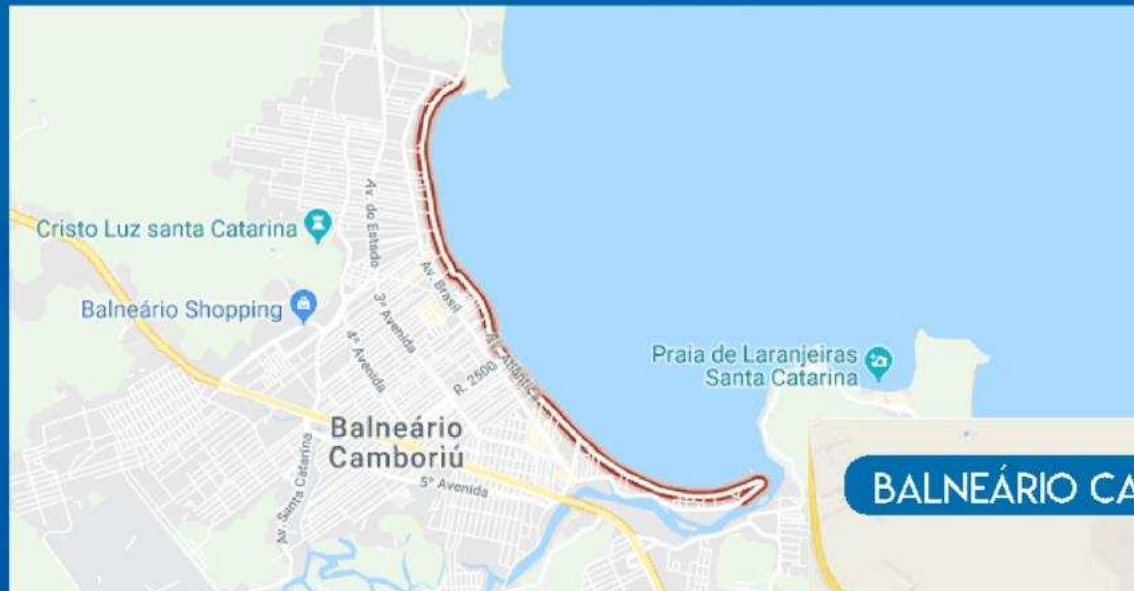 Cristo Luz santa Catarina
Av. do Estado
Av. Brasil
Balneário Shopping
3ª Avenida
4ª Avenida
R. 2500
Av. Atlântica
Praia de Laranjeiras
Santa Catarina
Balneário
Camboriú
5ª Avenida
Av. Santa Catarina
BALNEÁRIO CA